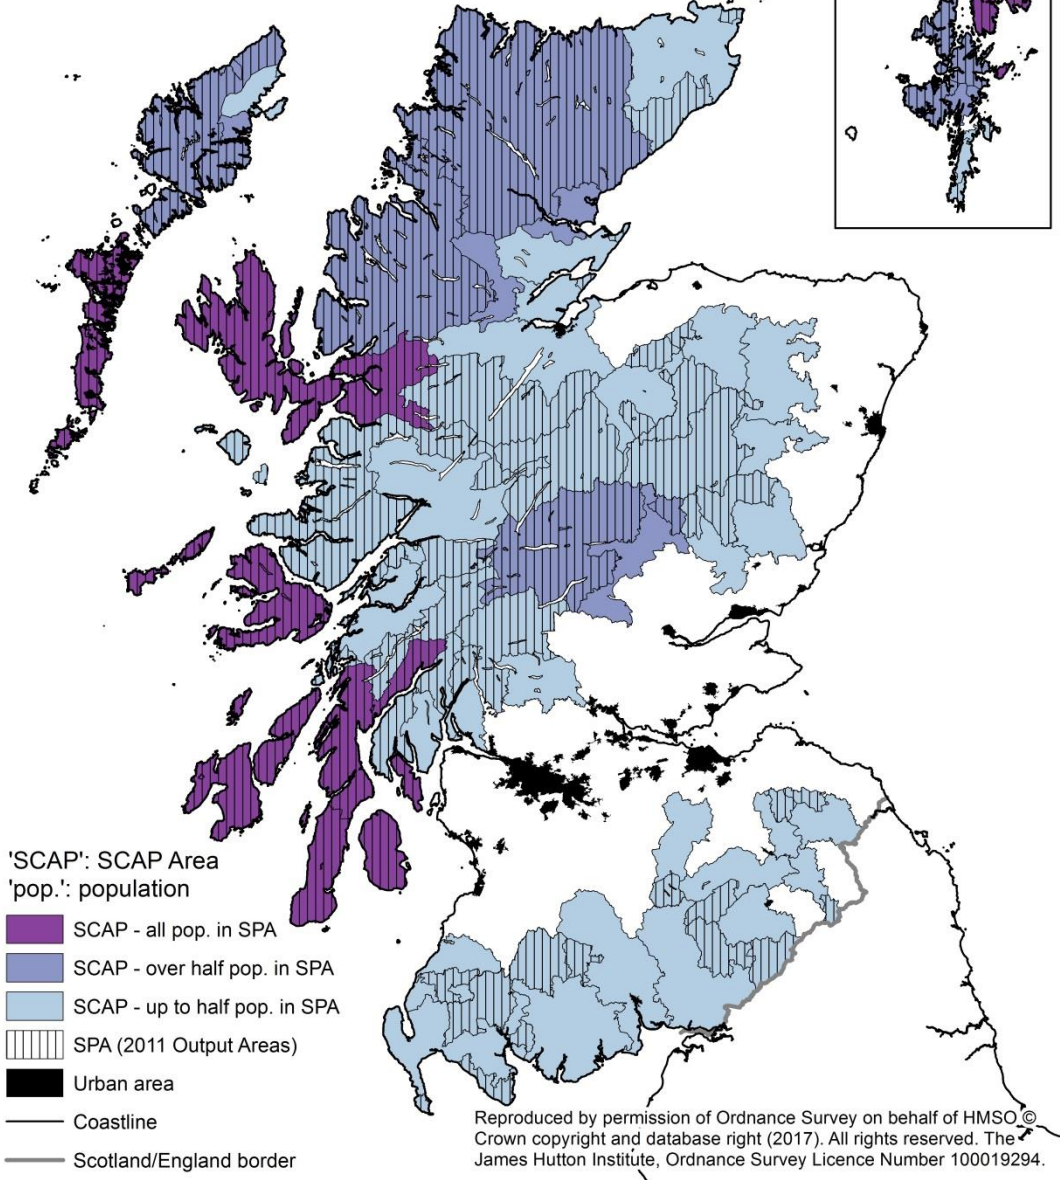 'SCAP': SCAP Area
'pop.': population
SCAP - all pop. in SPA
SCAP - over half pop. in SPA
SCAP - up to half pop. in SPA
SPA (2011 Output Areas)
Urban area
Coastline
Scotland/England border
Reproduced by permission of Ordnance Survey on behalf of HMSO ©
Crown copyright and database right (2017). All rights reserved. The
James Hutton Institute, Ordnance Survey Licence Number 100019294.